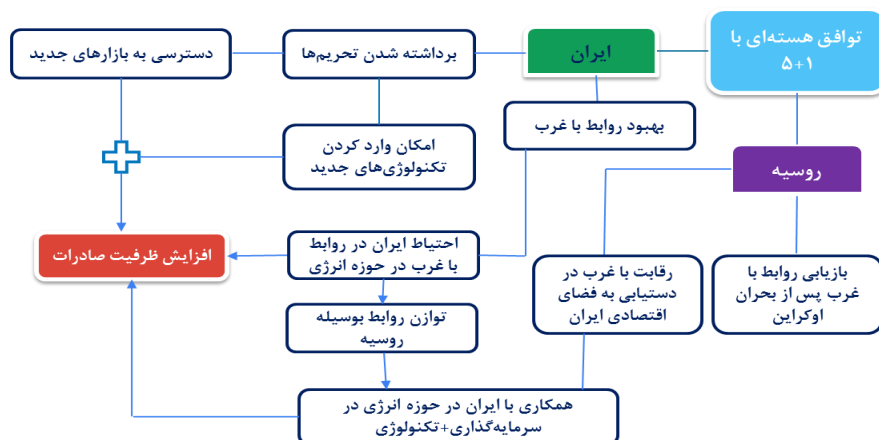 توافق هسته‌ای با
۵+۱
ایران
برداشته شدن تحریم‌ها
دسترسی به بازارهای جدید
بهبود روابط با غرب
امکان وارد کردن
تکنولوژی‌های جدید
روسیه
احتیاط ایران در روابط
با غرب در حوزه انرژی
افزایش ظرفیت صادرات
بازیابی روابط با
غرب پس از بحران
اوکراین
رقابت با غرب در
دستیابی به فضای
اقتصادی ایران
توازن روابط بوسیله
روسیه
همکاری با ایران در حوزه انرژی در
سرمایه‌گذاری+تکنولوژی